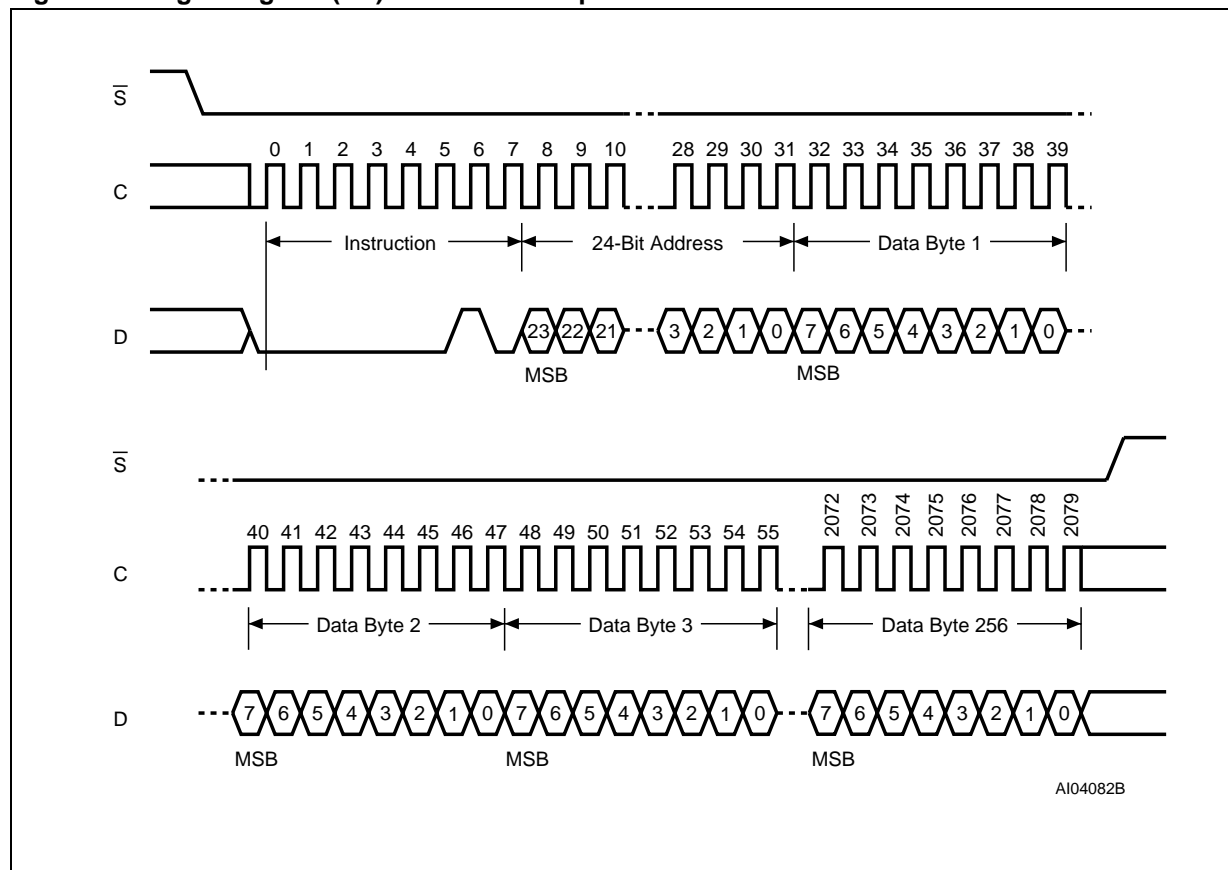 S
0 1 2 3 4 5 6 7 8 9 10 28 29 30 31 32 33 34 35 36 37 38 39
C
Instruction 24-Bit Address Data Byte 1
D 23 22 21 3 2 1 0 7 6 5 4 3 2 1 0
MSB MSB
S
40 41 42 43 44 45 46 47 48 49 50 51 52 53 54 55 2072 2073 2074 2075 2076 2077 2078 2079
C
Data Byte 2 Data Byte 3 Data Byte 256
D 7 6 5 4 3 2 1 0 7 6 5 4 3 2 1 0 7 6 5 4 3 2 1 0
MSB MSB MSB
AI04082B